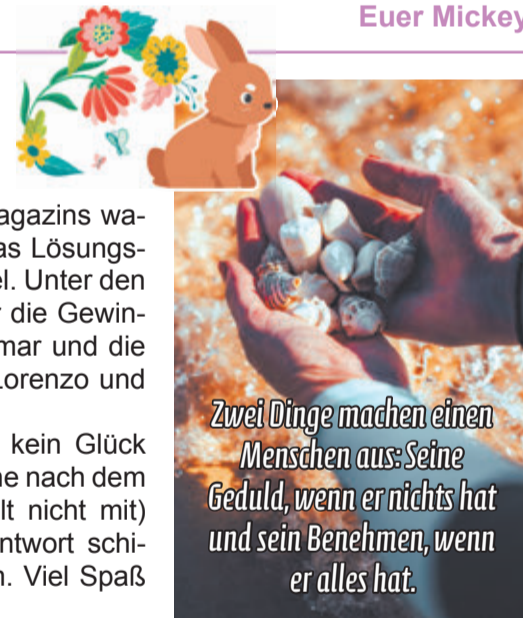 Euer Mickey
agazins wa-
as Lösungs-
el. Unter den
r die Gewin-
mar und die
Lorenzo und
kein Glück
ne nach dem
lt nicht mit)
ntwort schi-
n. Viel Spaß
Zwei Dinge machen einen
Menschen aus: Seine
Geduld, wenn er nichts hat
und sein Benehmen, wenn
er alles hat.